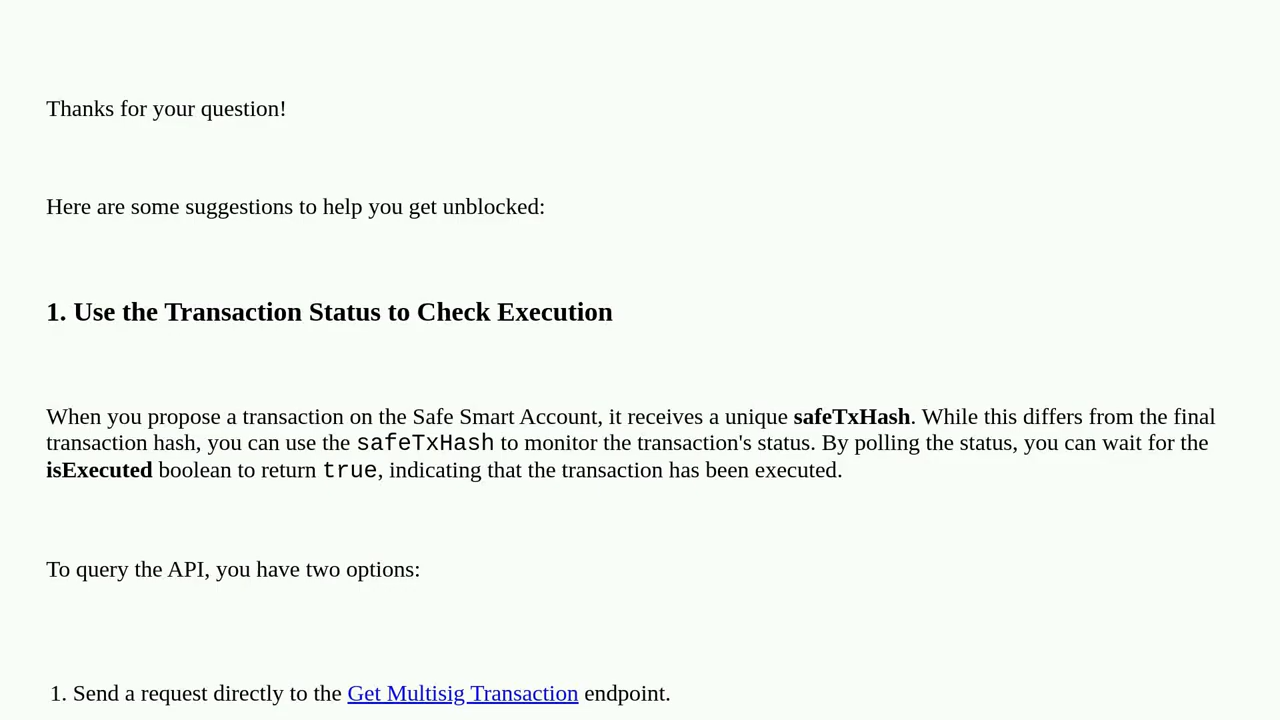 Thanks for your question!
Here are some suggestions to help you get unblocked:
1. Use the Transaction Status to Check Execution
When you propose a transaction on the Safe Smart Account, it receives a unique safeTxHash. While this differs from the final
transaction hash, you can use the safeTxHash to monitor the transaction's status. By polling the status, you can wait for the
isExecuted boolean to return true, indicating that the transaction has been executed.
To query the API, you have two options:
1. Send a request directly to the Get Multisig Transaction endpoint.